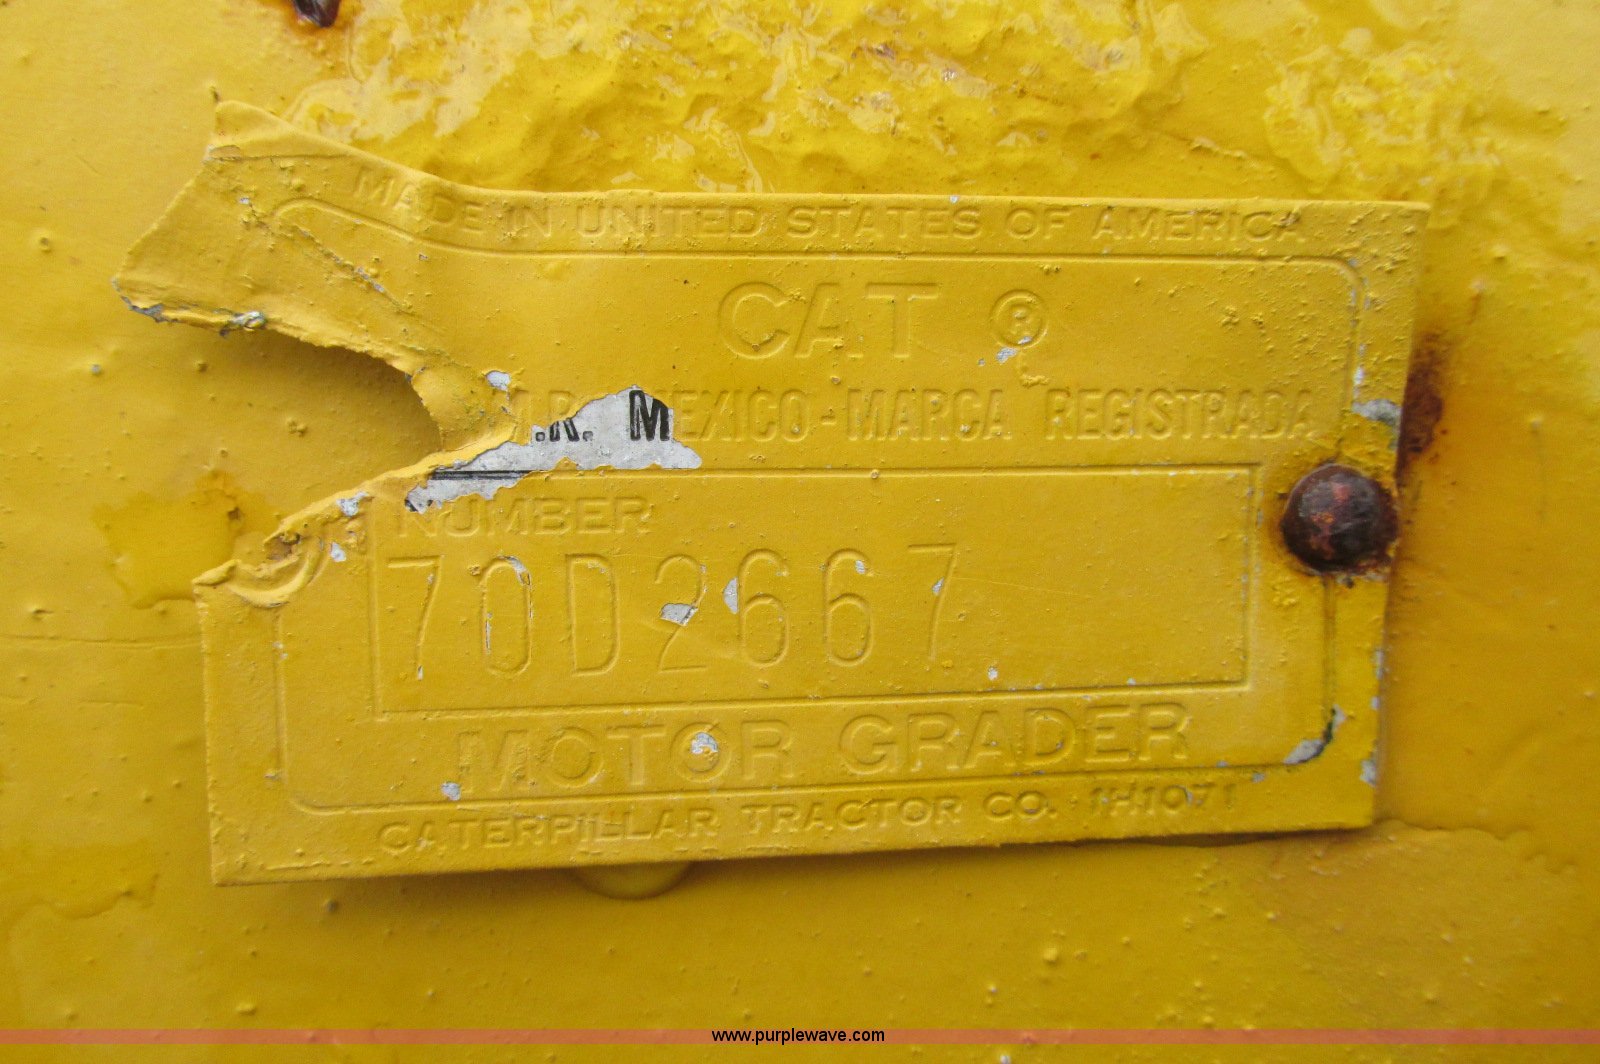 MADE IN UNITED STATES OF AMERICA
CAT ®
M.R. MEXICO-MARCA REGISTRADA
NUMBER
70D2667
MOTOR GRADER
CATERPILLAR TRACTOR CO. 1H1071
www.purplewave.com